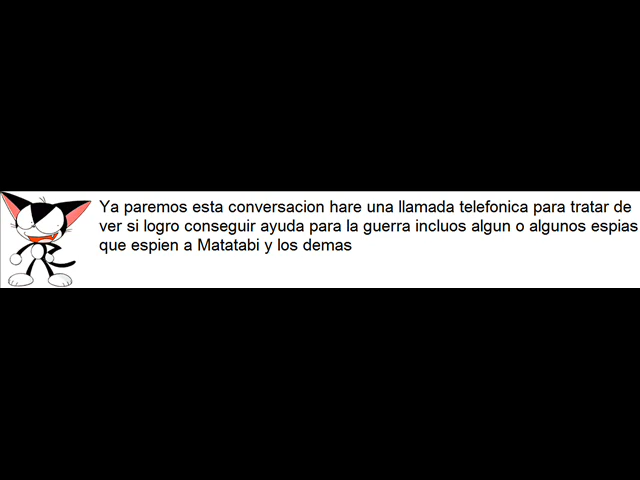 Ya paremos esta conversacion hare una llamada telefonica para tratar de
ver si logro conseguir ayuda para la guerra incluos algun o algunos espias
que espien a Matatabi y los demas